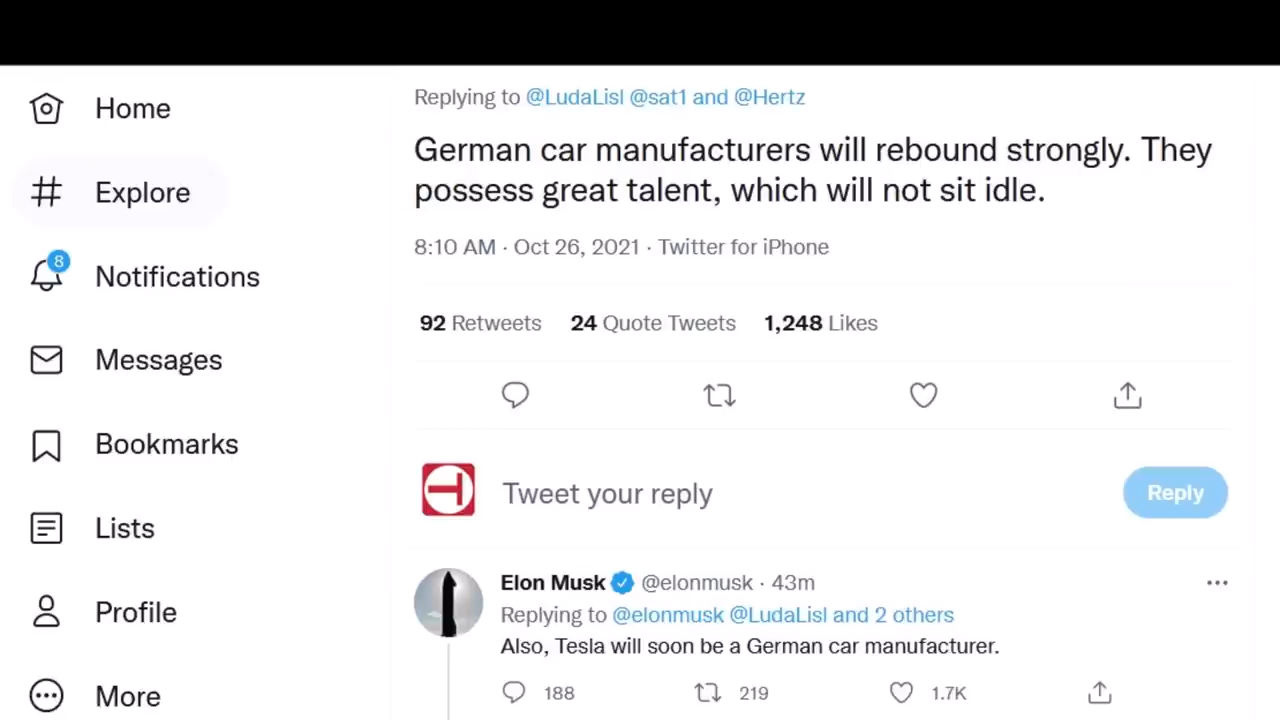 Home
Explore
8
Notifications
Messages
Bookmarks
Lists
Profile
More
Replying to @LudaLisl @sat1 and @Hertz
German car manufacturers will rebound strongly. They
possess great talent, which will not sit idle.
8:10 AM · Oct 26, 2021 · Twitter for iPhone
92 Retweets 24 Quote Tweets 1,248 Likes
Tweet your reply
Reply
Elon Musk @elonmusk · 43m
Replying to @elonmusk @LudaLisl and 2 others
Also, Tesla will soon be a German car manufacturer.
188 219 1.7K